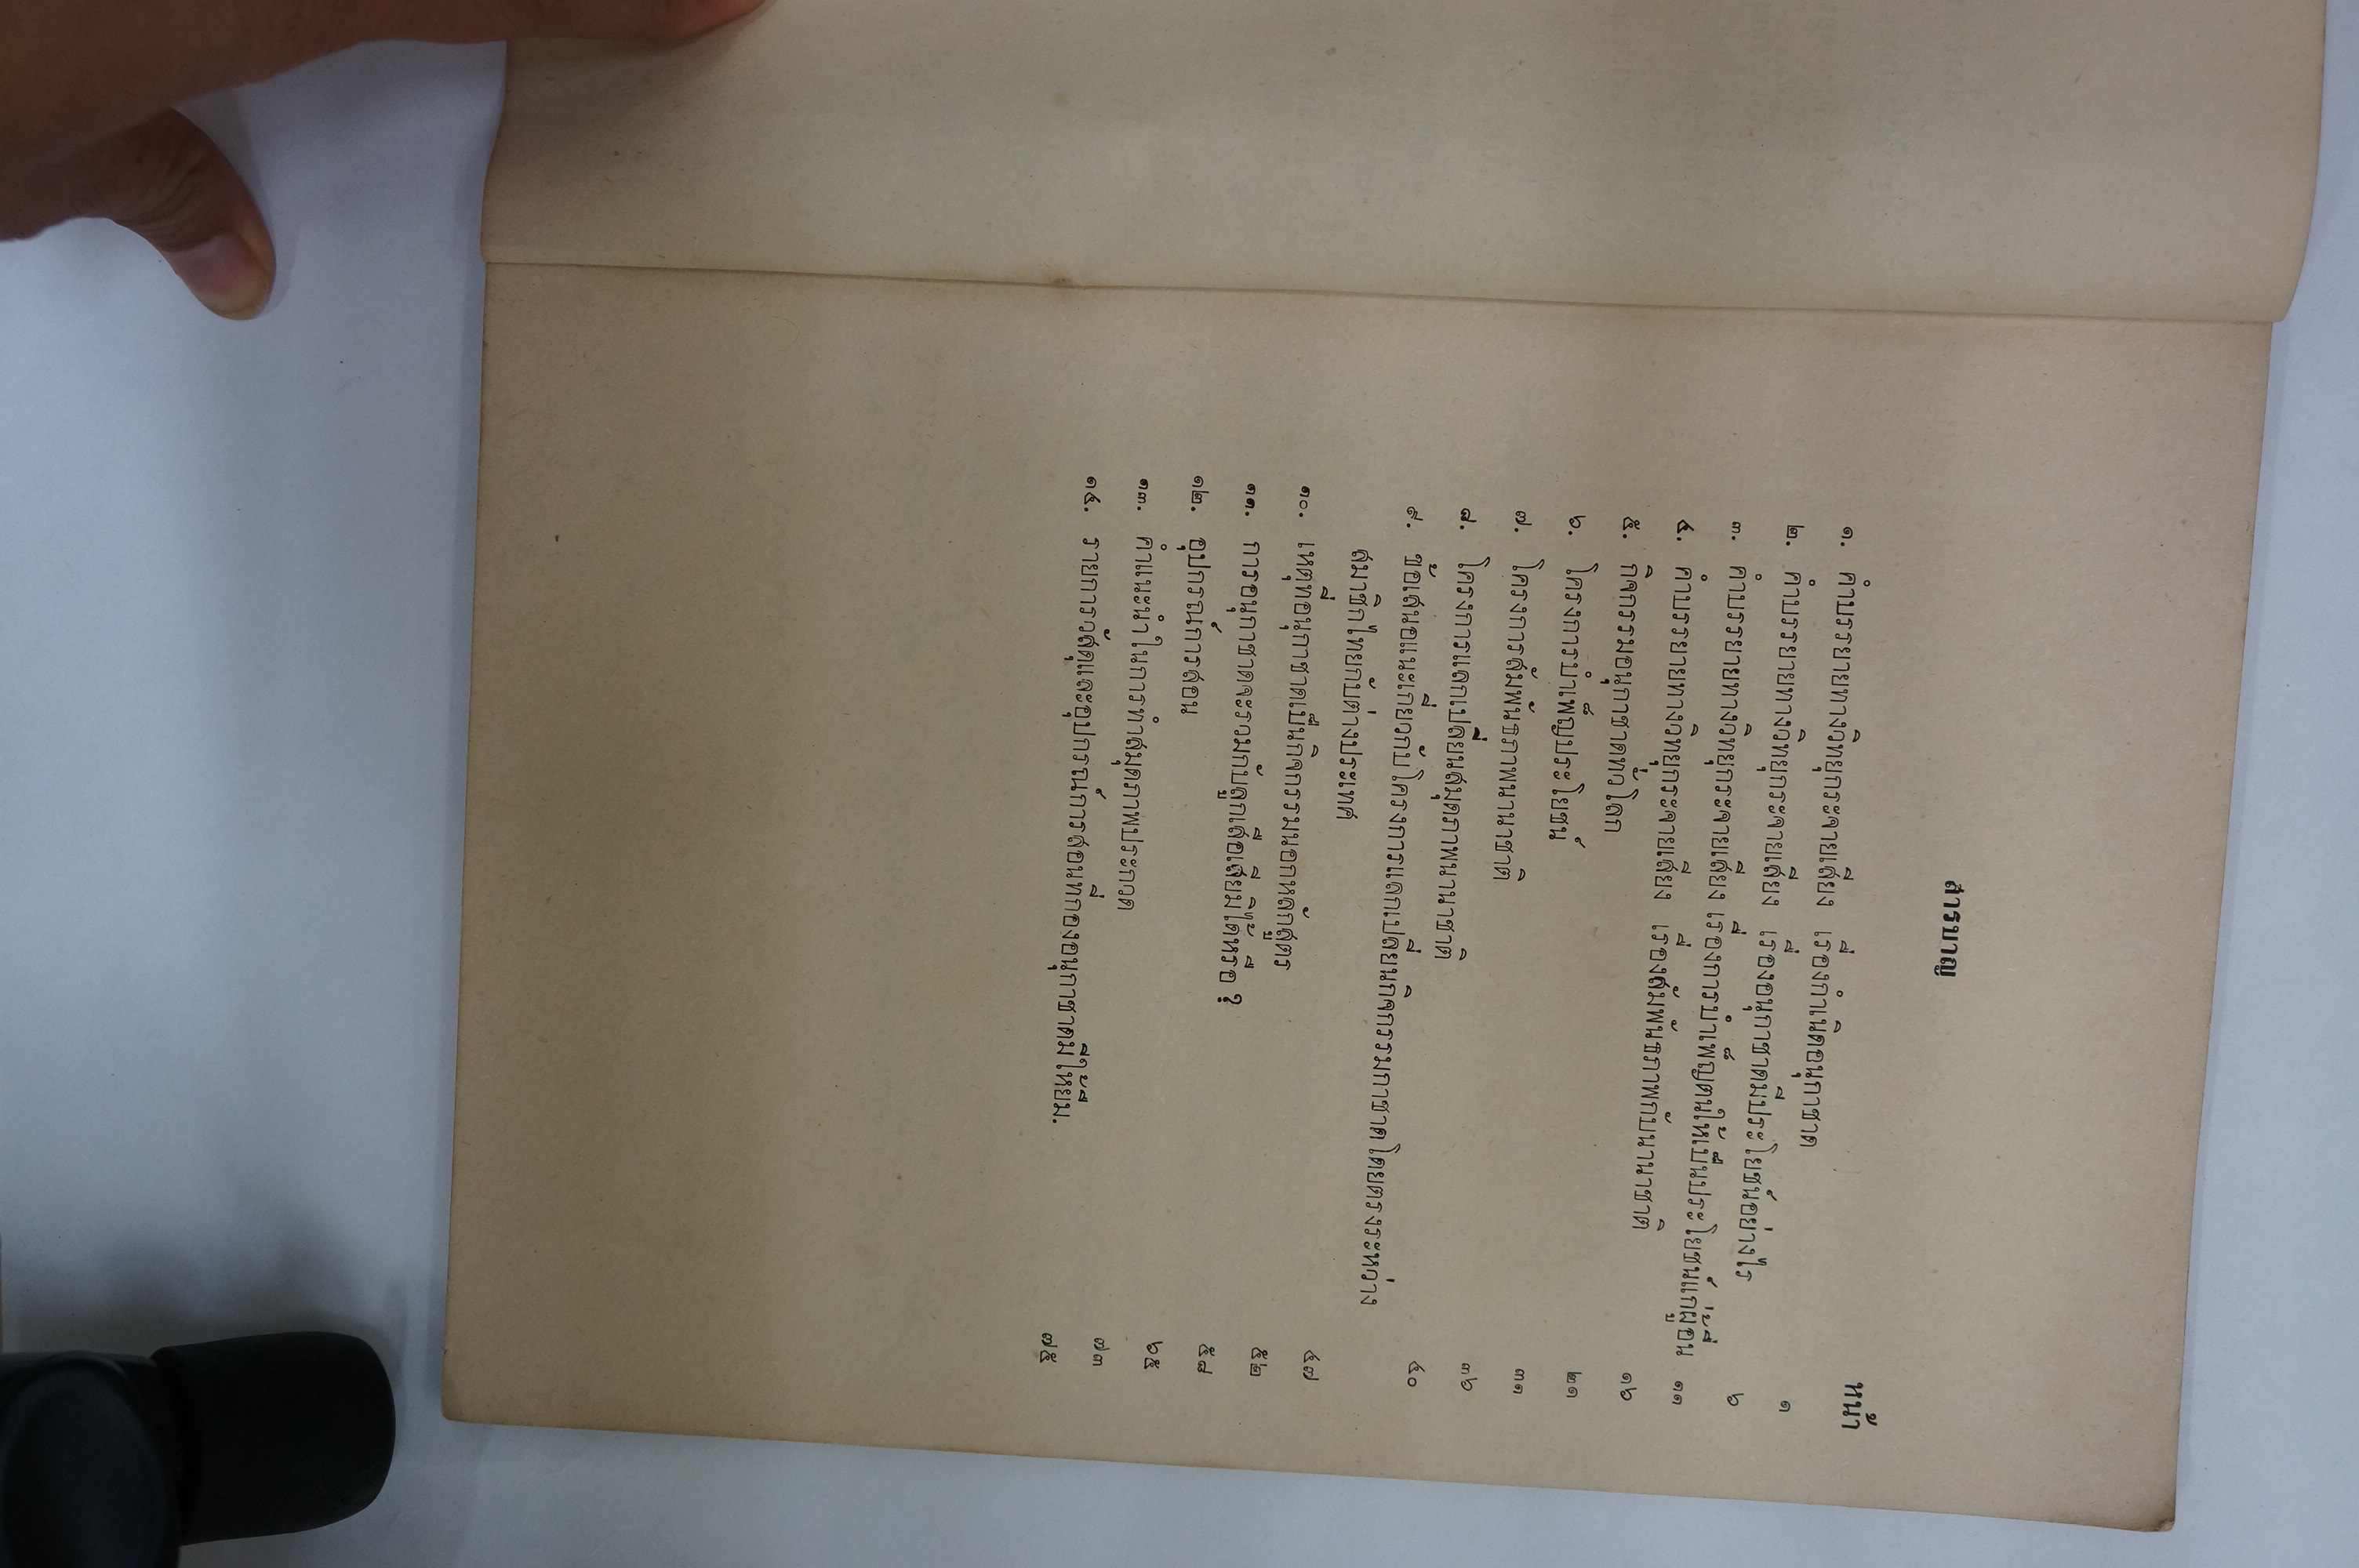 สารบาญ
หน้า
๑. คำบรรยายทางวิทยุกระจายเสียง เรื่องกำเนิดอนุกาชาด ๑
๒. คำบรรยายทางวิทยุกระจายเสียง เรื่องอนุกาชาดมีประโยชน์อย่างไร ๖
๓. คำบรรยายทางวิทยุกระจายเสียง เรื่องการบำเพ็ญตนให้เป็นประโยชน์แก่ผู้อื่น ๑๑
๔. คำบรรยายทางวิทยุกระจายเสียง เรื่องสัมพันธภาพกับนานาชาติ ๑๖
๕. กิจกรรมอนุกาชาดทั่วโลก ๒๑
๖. โครงการบำเพ็ญประโยชน์ ๓๑
๗. โครงการสัมพันธภาพนานาชาติ ๓๖
๘. โครงการแลกเปลี่ยนสมุดภาพนานาชาติ ๔๐
๙. ข้อเสนอแนะเกี่ยวกับโครงการแลกเปลี่ยนกิจกรรมกาชาดโดยตรงระหว่าง
สมาชิกไทยกับต่างประเทศ ๔๗
๑๐. เหตุที่อนุกาชาดเป็นกิจกรรมนอกหลักสูตร ๕๒
๑๑. การอนุกาชาดจะรวมกับลูกเสือเสียมิได้หรือ ? ๕๘
๑๒. อุปกรณ์การสอน ๖๕
๑๓. คำแนะนำในการทำสมุดภาพประกวด ๗๓
๑๔. รายการวัสดุและอุปกรณ์การสอนที่กองอนุกาชาดมีไว้ให้ยืม. ๗๕